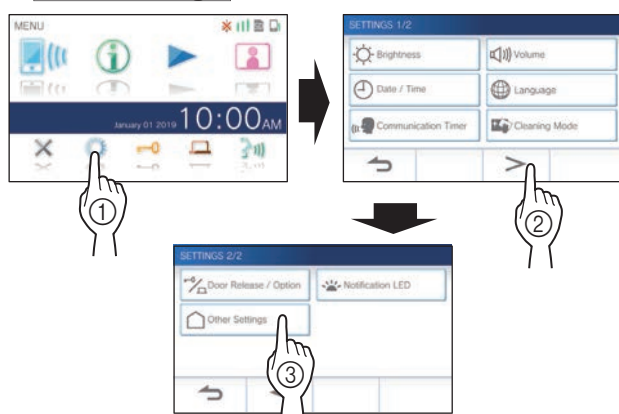 MENU
January 01 2019 10:00AM
①
SETTINGS 1/2
Brightness
Volume
Date / Time
Language
Communication Timer
Cleaning Mode
②
SETTINGS 2/2
Door Release / Option
Notification LED
Other Settings
③